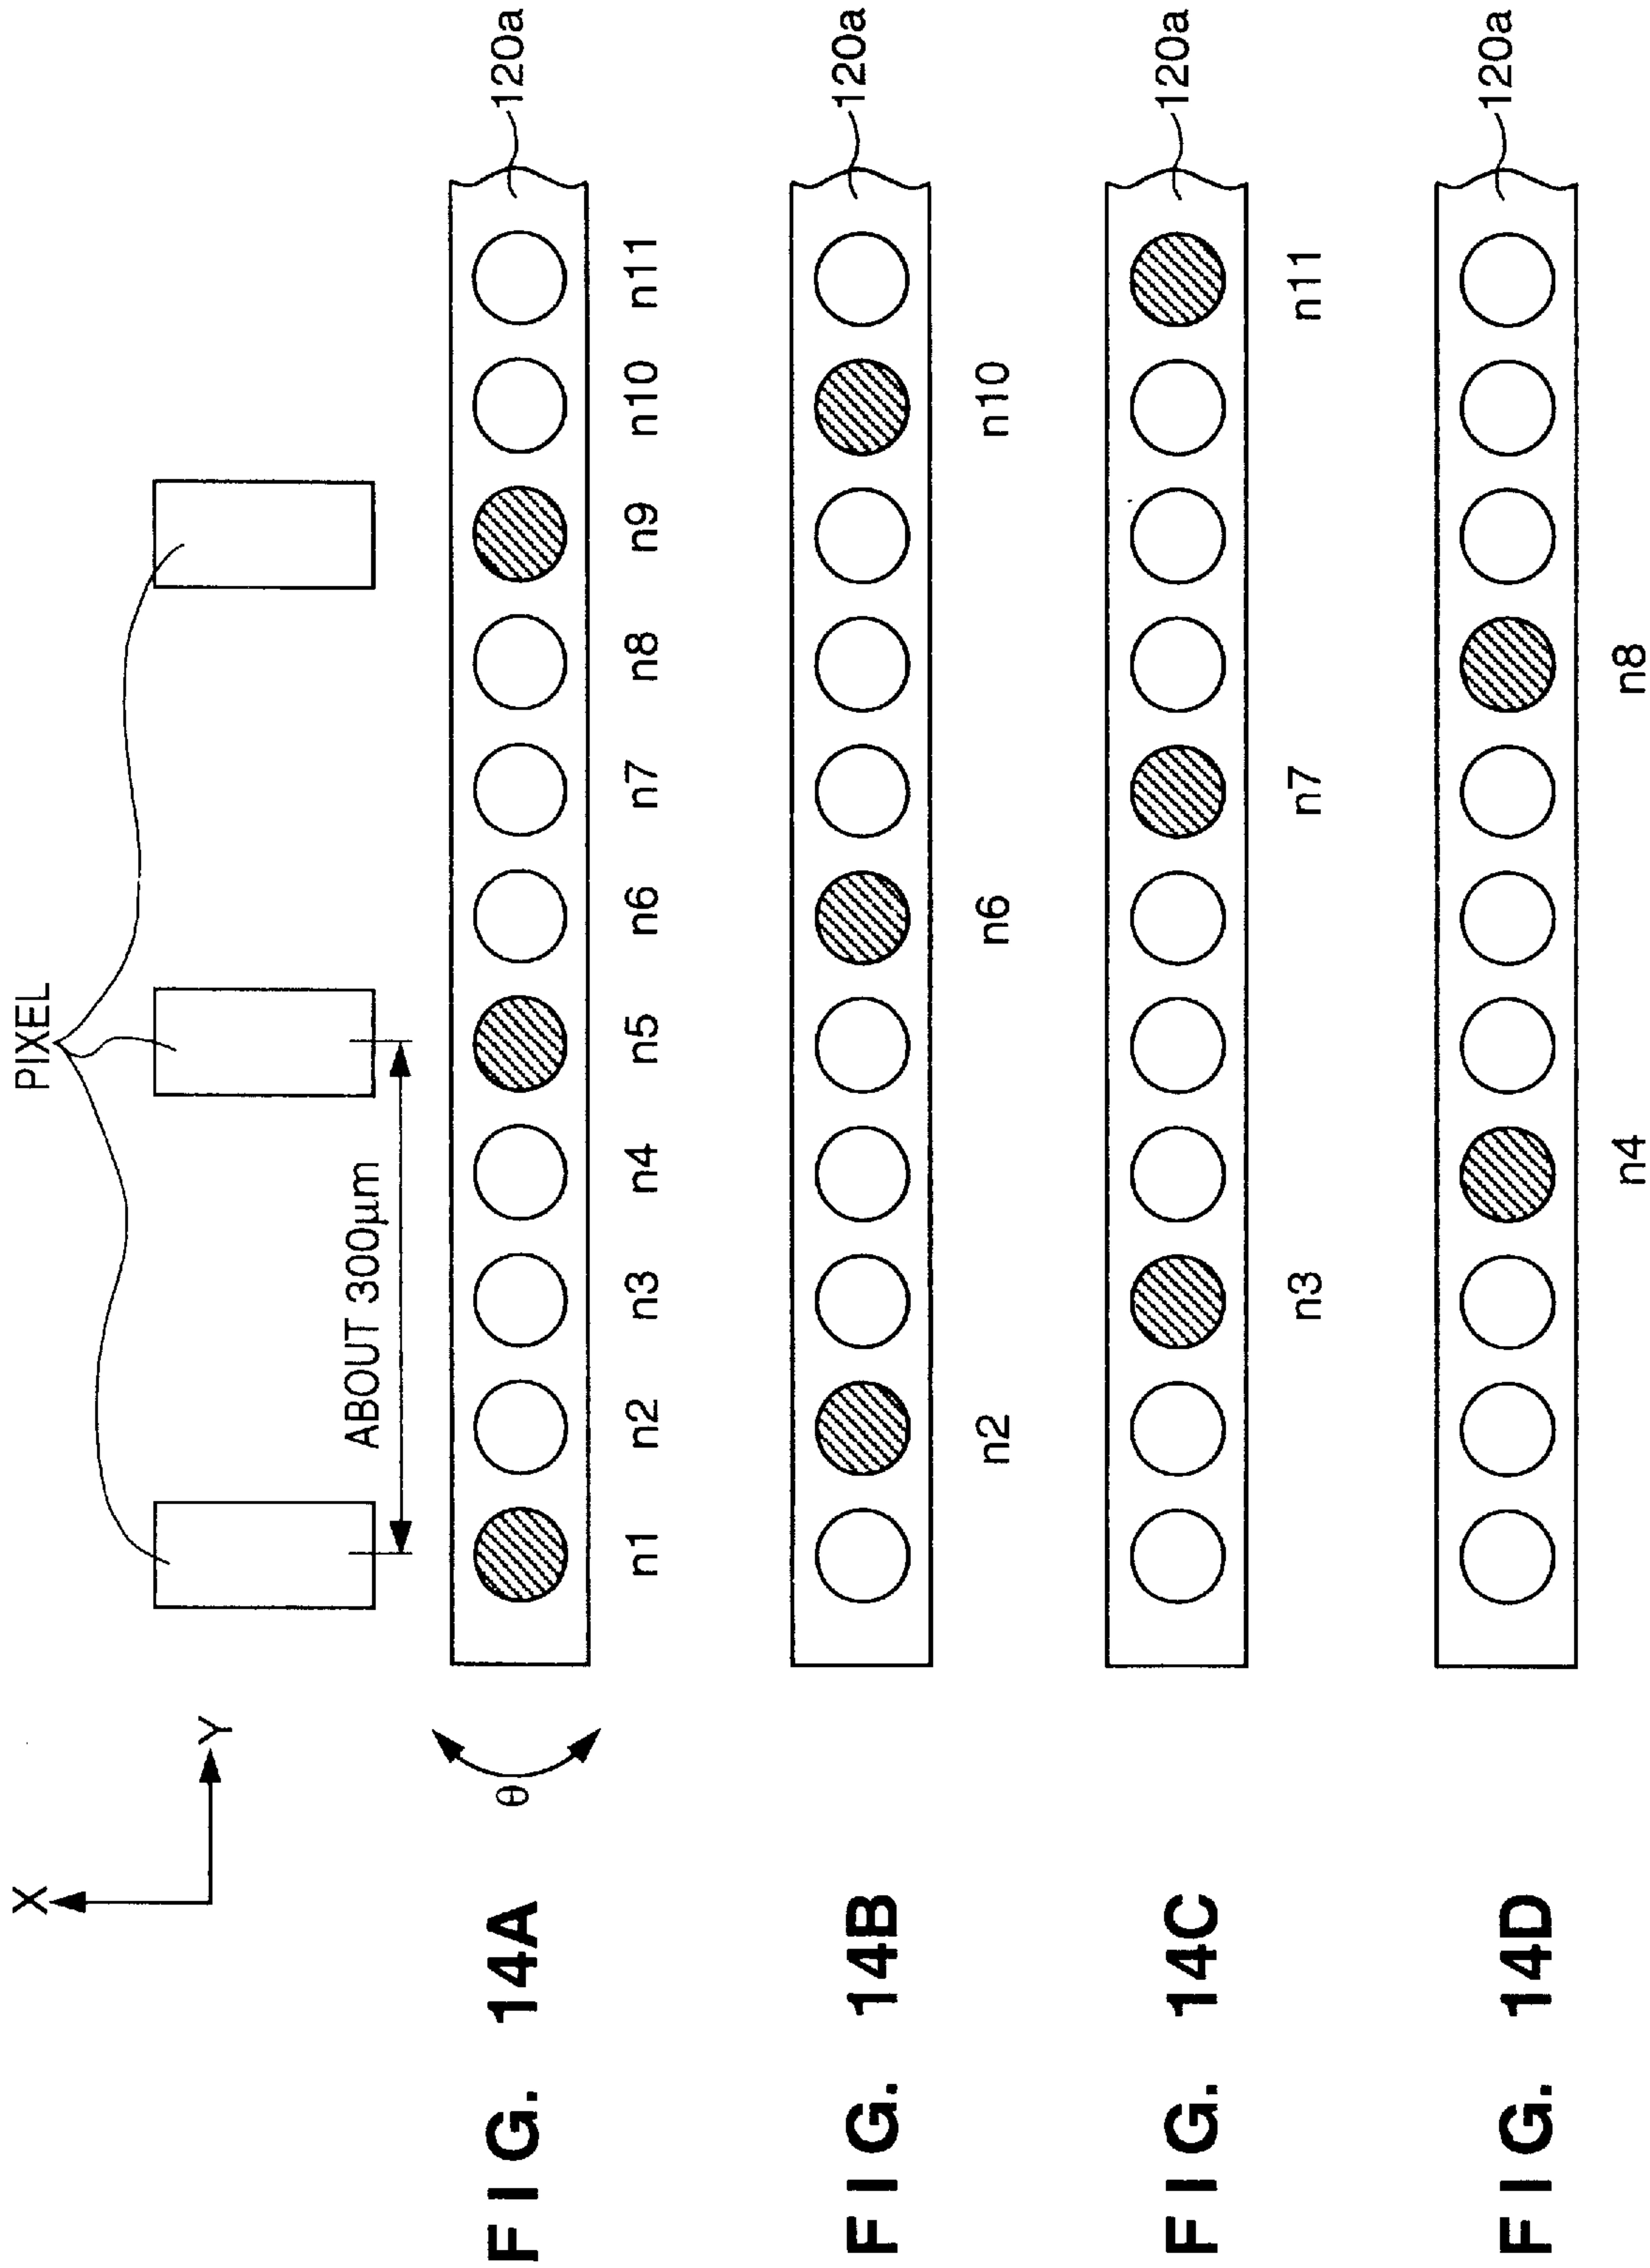 X
Y
PIXEL
ABOUT 300μm
FIG. 14A
θ
120a
n1 n2 n3 n4 n5 n6 n7 n8 n9 n10 n11
FIG. 14B
120a
n2 n6 n10
FIG. 14C
120a
n3 n7 n11
FIG. 14D
120a
n4 n8